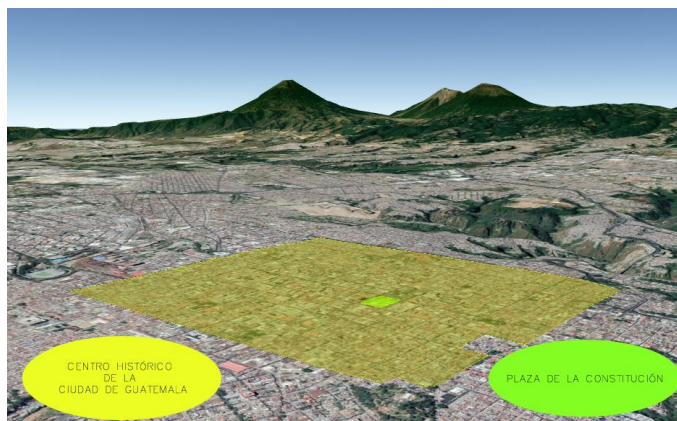 CENTRO HISTÓRICO
DE LA
CIUDAD DE GUATEMALA
PLAZA DE LA CONSTITUCIÓN